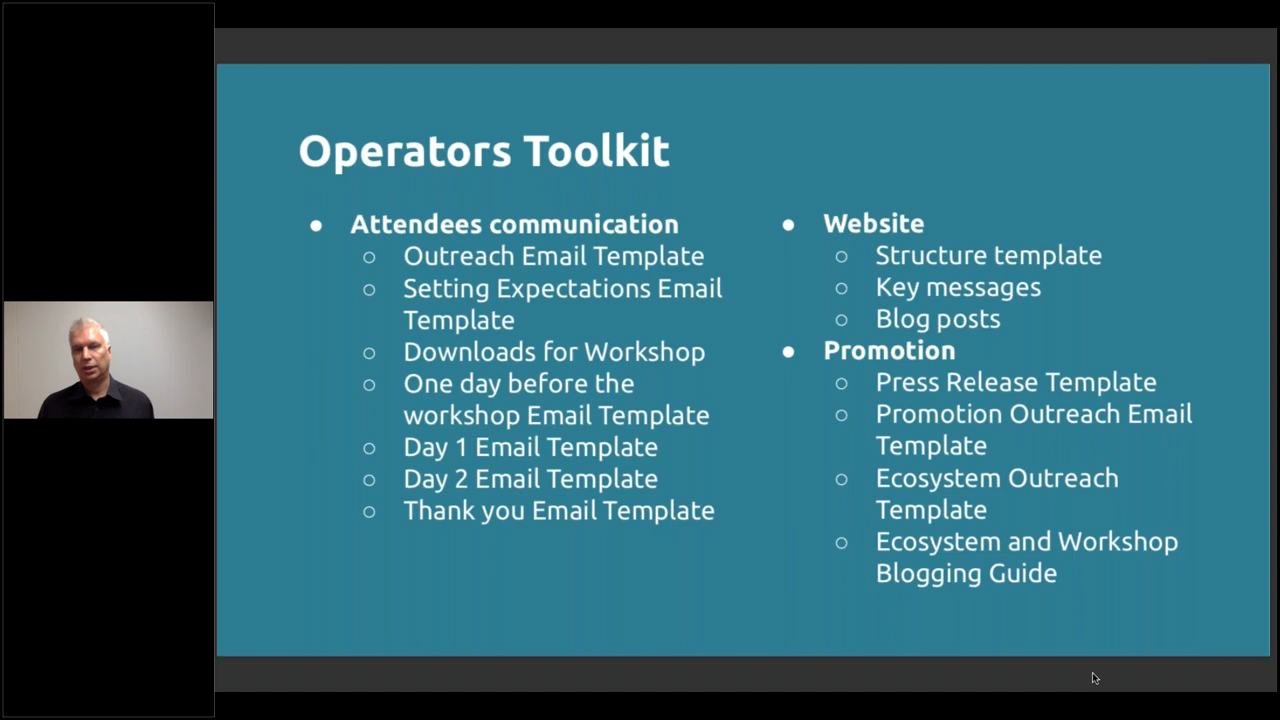 Operators Toolkit
● Attendees communication
○ Outreach Email Template
○ Setting Expectations Email
Template
○ Downloads for Workshop
○ One day before the
workshop Email Template
○ Day 1 Email Template
○ Day 2 Email Template
○ Thank you Email Template
● Website
○ Structure template
○ Key messages
○ Blog posts
● Promotion
○ Press Release Template
○ Promotion Outreach Email
Template
○ Ecosystem Outreach
Template
○ Ecosystem and Workshop
Blogging Guide